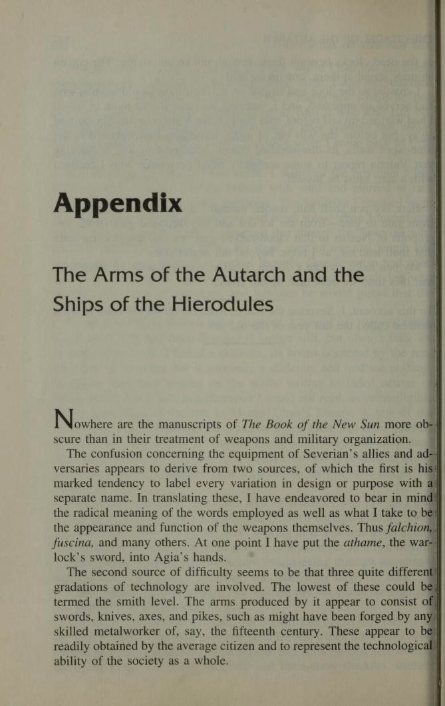 Appendix
The Arms of the Autarch and the
Ships of the Hierodules
Nowhere are the manuscripts of The Book of the New Sun more ob-
scure than in their treatment of weapons and military organization.
The confusion concerning the equipment of Severian's allies and ad-
versaries appears to derive from two sources, of which the first is his
marked tendency to label every variation in design or purpose with a
separate name. In translating these, I have endeavored to bear in mind
the radical meaning of the words employed as well as what I take to be
the appearance and function of the weapons themselves. Thus falchion,
fuscina, and many others. At one point I have put the athame, the war-
lock's sword, into Agia's hands.
The second source of difficulty seems to be that three quite different
gradations of technology are involved. The lowest of these could be
termed the smith level. The arms produced by it appear to consist of
swords, knives, axes, and pikes, such as might have been forged by any
skilled metalworker of, say, the fifteenth century. These appear to be
readily obtained by the average citizen and to represent the technological
ability of the society as a whole.